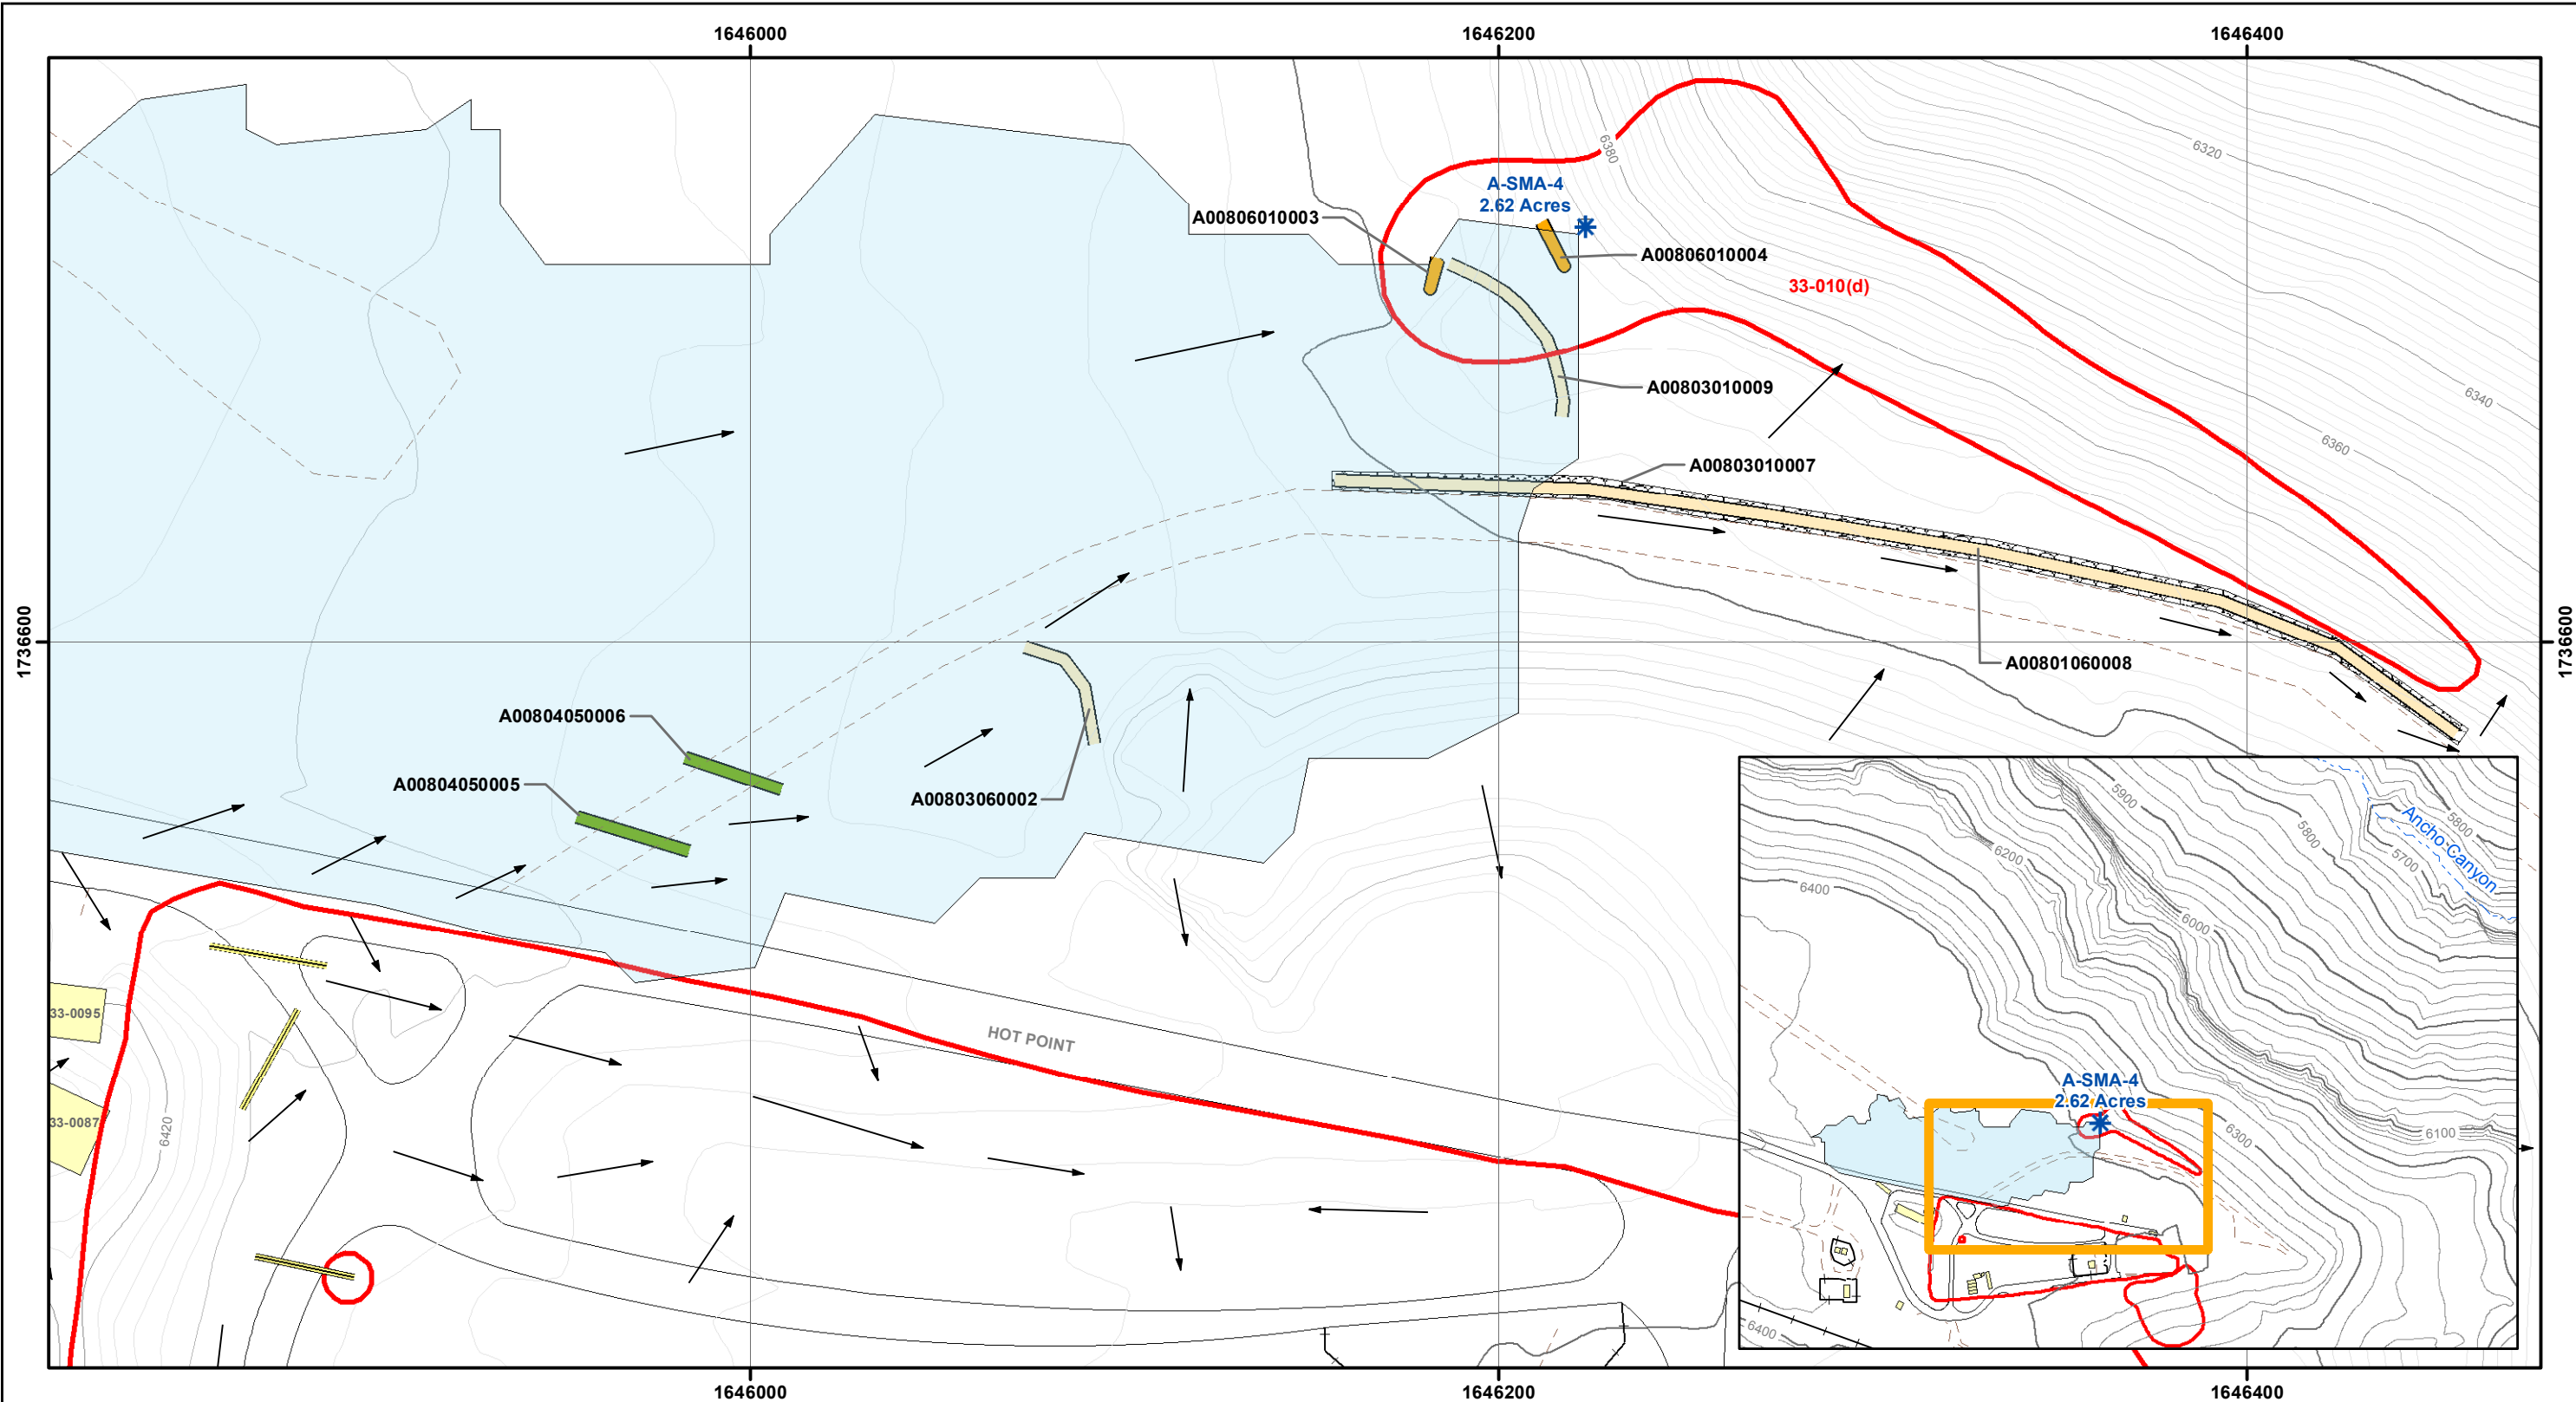 1646000
1646200
1646400
6380
6320
A-SMA-4
2.62 Acres
A00806010003
A00806010004
33-010(d)
A00803010009
6340
6360
A00803010007
1736600
1736600
A00801060008
A00804050006
A00804050005
A00803060002
HOT POINT
33-0095
33-0087
6420
5900
5800
5800
5700
Ancho Canyon
6200
6400
6000
A-SMA-4
2.62 Acres
6300
6100
6400
1646000
1646200
1646400